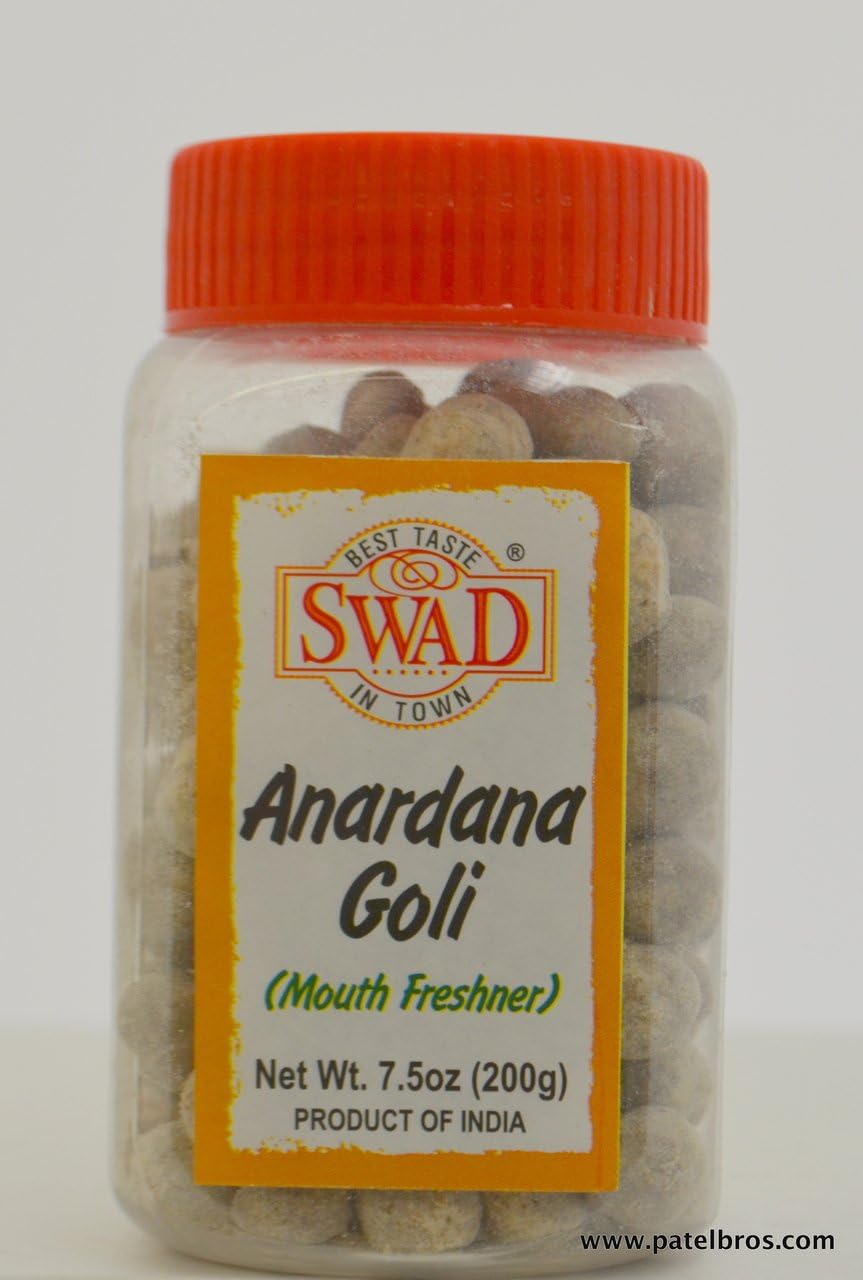 BEST TASTE ®
SWAD
IN TOWN
Anardana
Goli
(Mouth Freshner)
Net Wt. 7.5oz (200g)
PRODUCT OF INDIA
www.patelbros.com